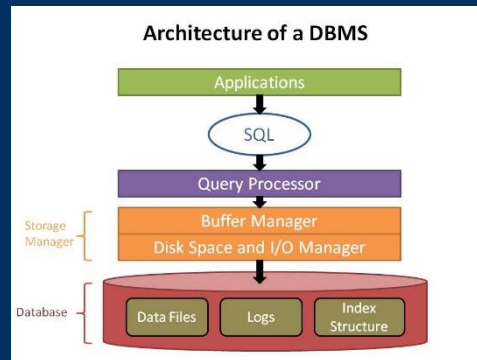 Architecture of a DBMS
Applications
SQL
Query Processor
Storage
Manager
Buffer Manager
Disk Space and I/O Manager
Database
Data Files
Logs
Index
Structure